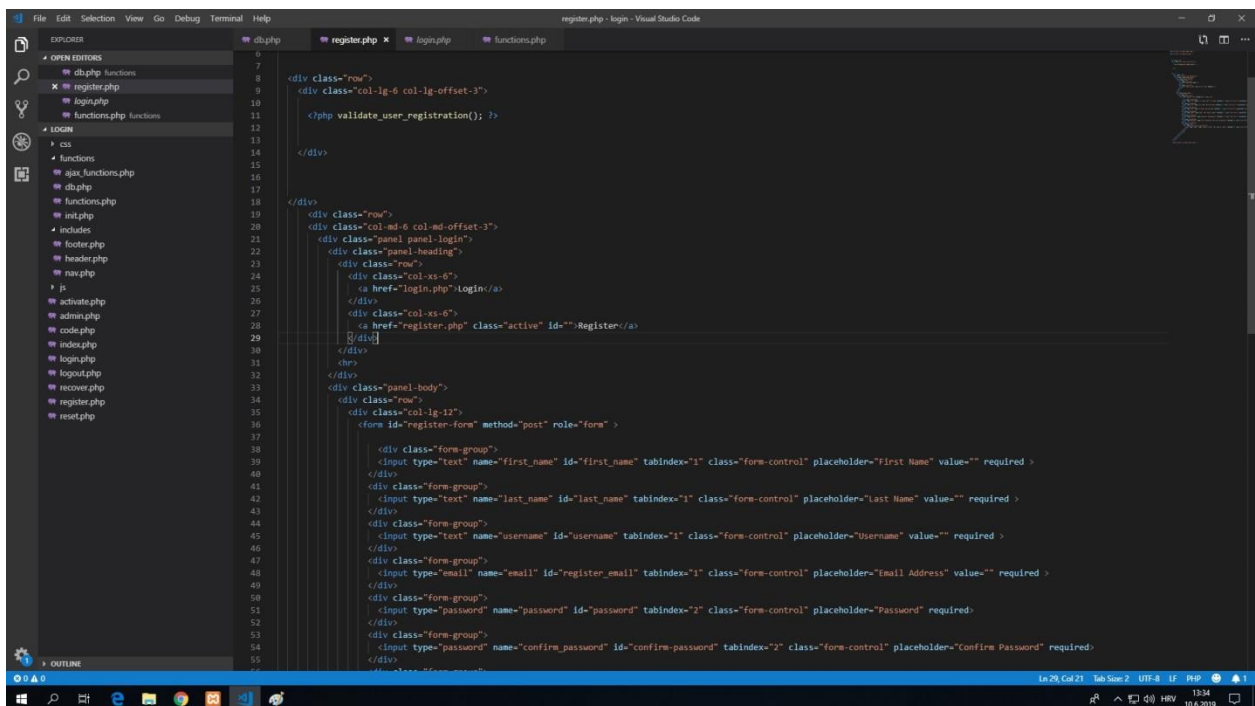 File Edit Selection View Go Debug Terminal Help
register.php - login - Visual Studio Code
EXPLORER
OPEN EDITORS
db.php functions
register.php
login.php
functions.php functions
LOGIN
css
functions
ajax_functions.php
db.php
functions.php
init.php
includes
footer.php
header.php
nav.php
js
activate.php
admin.php
code.php
index.php
login.php
logout.php
recover.php
register.php
reset.php
OUTLINE
db.php register.php login.php functions.php
6
7
8 <div class="row">
9 <div class="col-lg-6 col-lg-offset-3">
10
11 <?php validate_user_registration(); ?>
12
13
14 </div>
15
16
17
18 </div>
19 <div class="row">
20 <div class="col-md-6 col-md-offset-3">
21 <div class="panel panel-login">
22 <div class="panel-heading">
23 <div class="row">
24 <div class="col-xs-6">
25 <a href="login.php">Login</a>
26 </div>
27 <div class="col-xs-6">
28 <a href="register.php" class="active" id="">Register</a>
29 </div>
30 </div>
31 <hr>
32 </div>
33 <div class="panel-body">
34 <div class="row">
35 <div class="col-lg-12">
36 <form id="register-form" method="post" role="form" >
37
38 <div class="form-group">
39 <input type="text" name="first_name" id="first_name" tabindex="1" class="form-control" placeholder="First Name" value="" required >
40 </div>
41 <div class="form-group">
42 <input type="text" name="last_name" id="last_name" tabindex="1" class="form-control" placeholder="Last Name" value="" required >
43 </div>
44 <div class="form-group">
45 <input type="text" name="username" id="username" tabindex="1" class="form-control" placeholder="Username" value="" required >
46 </div>
47 <div class="form-group">
48 <input type="email" name="email" id="register_email" tabindex="1" class="form-control" placeholder="Email Address" value="" required >
49 </div>
50 <div class="form-group">
51 <input type="password" name="password" id="password" tabindex="2" class="form-control" placeholder="Password" required>
52 </div>
53 <div class="form-group">
54 <input type="password" name="confirm_password" id="confirm-password" tabindex="2" class="form-control" placeholder="Confirm Password" required>
55 </div>
0 0
Ln 29, Col 21 Tab Size: 2 UTF-8 LF PHP 1
HRV 13:34
10.6.2019.